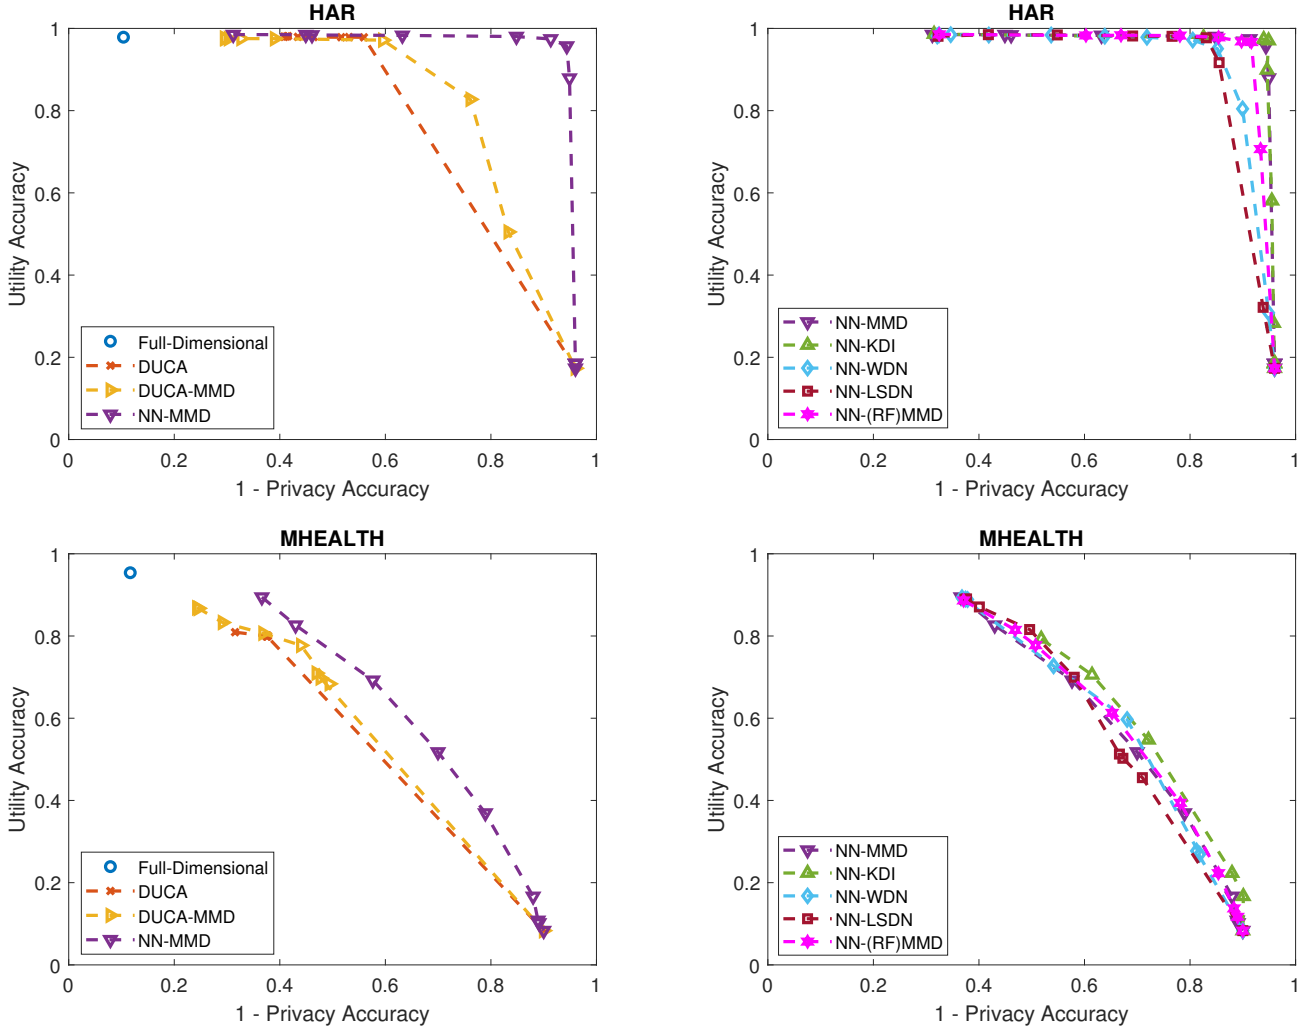 HAR
Utility Accuracy
1
0.8
0.6
0.4
0.2
0
Full-Dimensional
DUCA
DUCA-MMD
NN-MMD
0 0.2 0.4 0.6 0.8 1
1 - Privacy Accuracy
HAR
Utility Accuracy
1
0.8
0.6
0.4
0.2
0
NN-MMD
NN-KDI
NN-WDN
NN-LSDN
NN-(RF)MMD
0 0.2 0.4 0.6 0.8 1
1 - Privacy Accuracy
MHEALTH
Utility Accuracy
1
0.8
0.6
0.4
0.2
0
Full-Dimensional
DUCA
DUCA-MMD
NN-MMD
0 0.2 0.4 0.6 0.8 1
1 - Privacy Accuracy
MHEALTH
Utility Accuracy
1
0.8
0.6
0.4
0.2
0
NN-MMD
NN-KDI
NN-WDN
NN-LSDN
NN-(RF)MMD
0 0.2 0.4 0.6 0.8 1
1 - Privacy Accuracy